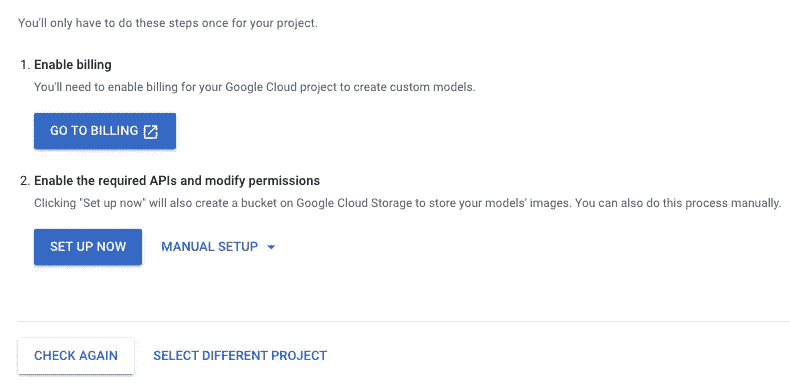 You'll only have to do these steps once for your project.
1. Enable billing
You'll need to enable billing for your Google Cloud project to create custom models.
GO TO BILLING
2. Enable the required APIs and modify permissions
Clicking "Set up now" will also create a bucket on Google Cloud Storage to store your models' images. You can also do this process manually.
SET UP NOW MANUAL SETUP
CHECK AGAIN SELECT DIFFERENT PROJECT